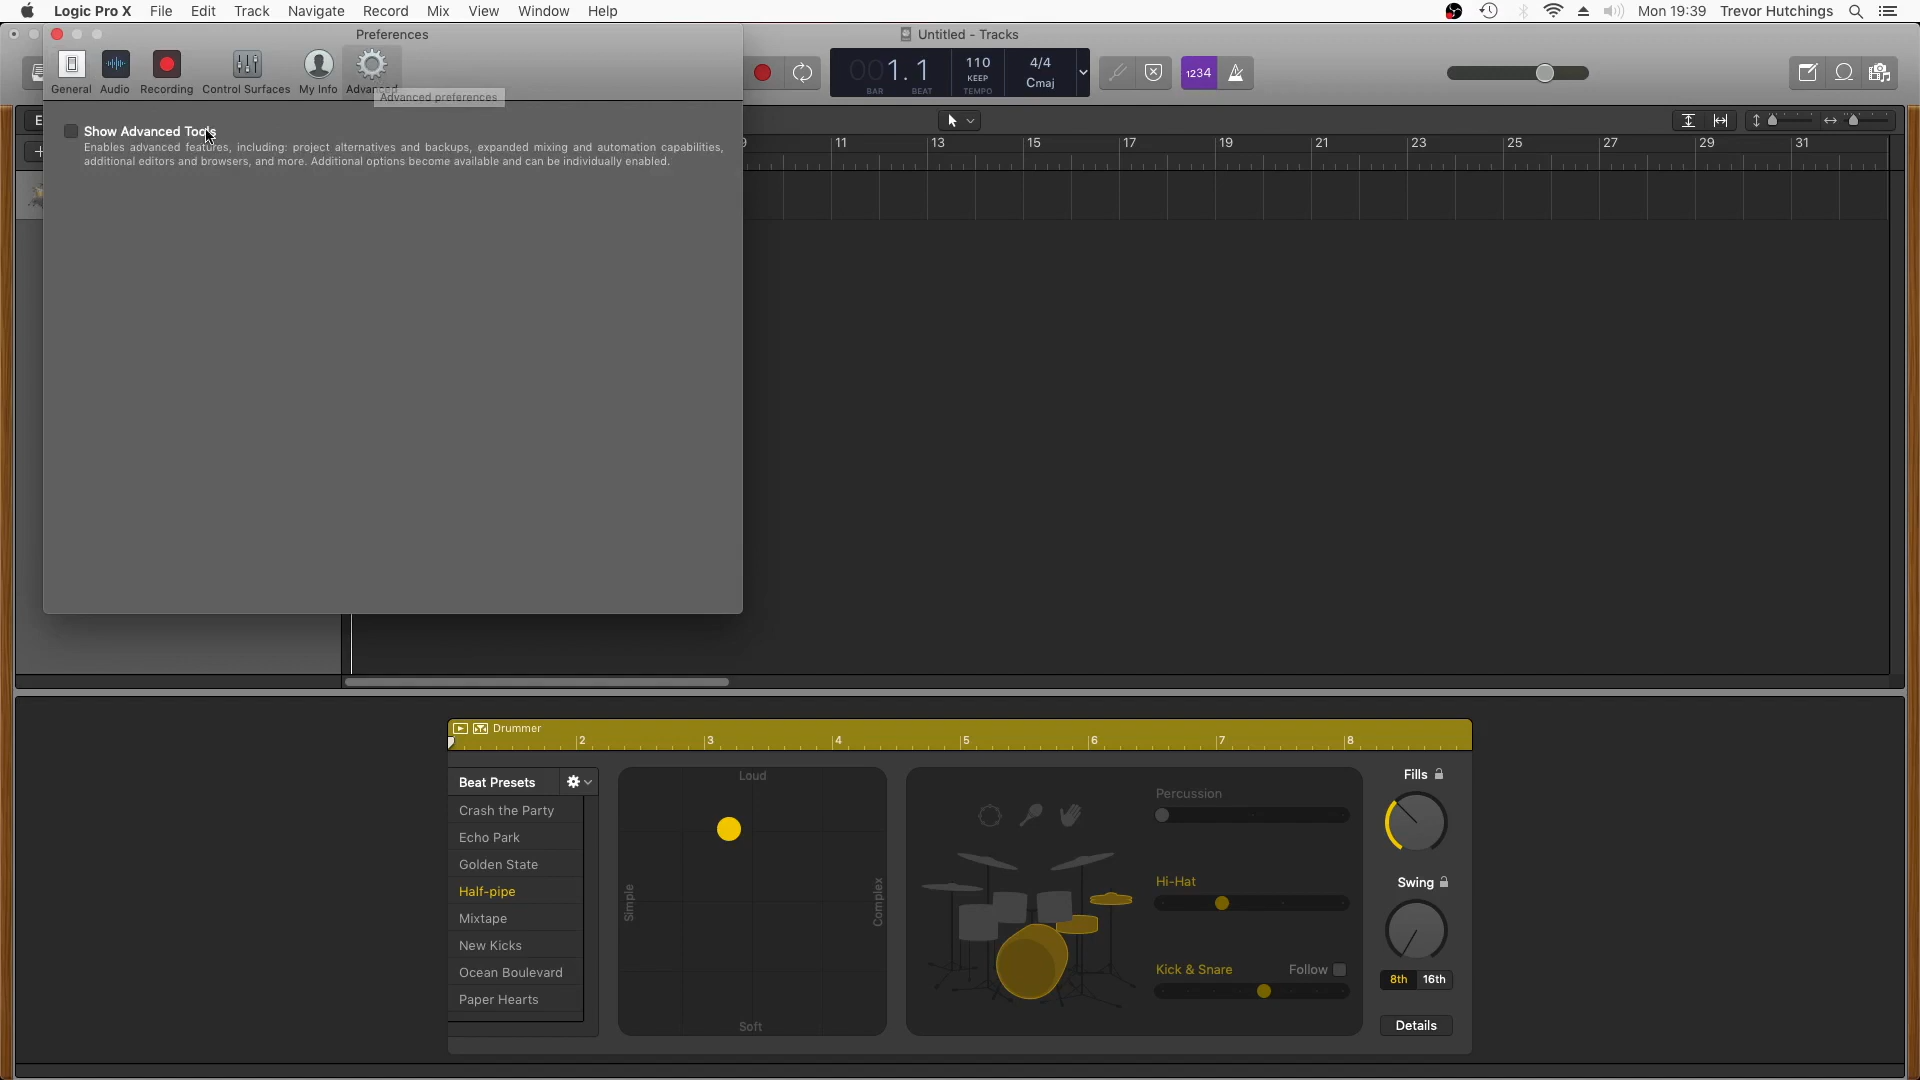 Logic Pro X File Edit Track Navigate Record Mix View Window Help Mon 19:39 Trevor Hutchings
Preferences
Untitled - Tracks
General Audio Recording Control Surfaces My Info Advanced
Advanced preferences
001.1 110 4/4
KEEP Cmaj
BAR BEAT TEMPO
1234
Show Advanced Tools
Enables advanced features, including: project alternatives and backups, expanded mixing and automation capabilities,
additional editors and browsers, and more. Additional options become available and can be individually enabled.
E
9 11 13 15 17 19 21 23 25 27 29 31
Drummer
2 3 4 5 6 7 8
Beat Presets
Crash the Party
Echo Park
Golden State
Half-pipe
Mixtape
New Kicks
Ocean Boulevard
Paper Hearts
Loud
Simple
Complex
Soft
Percussion
Hi-Hat
Kick & Snare Follow
Fills
Swing
8th 16th
Details